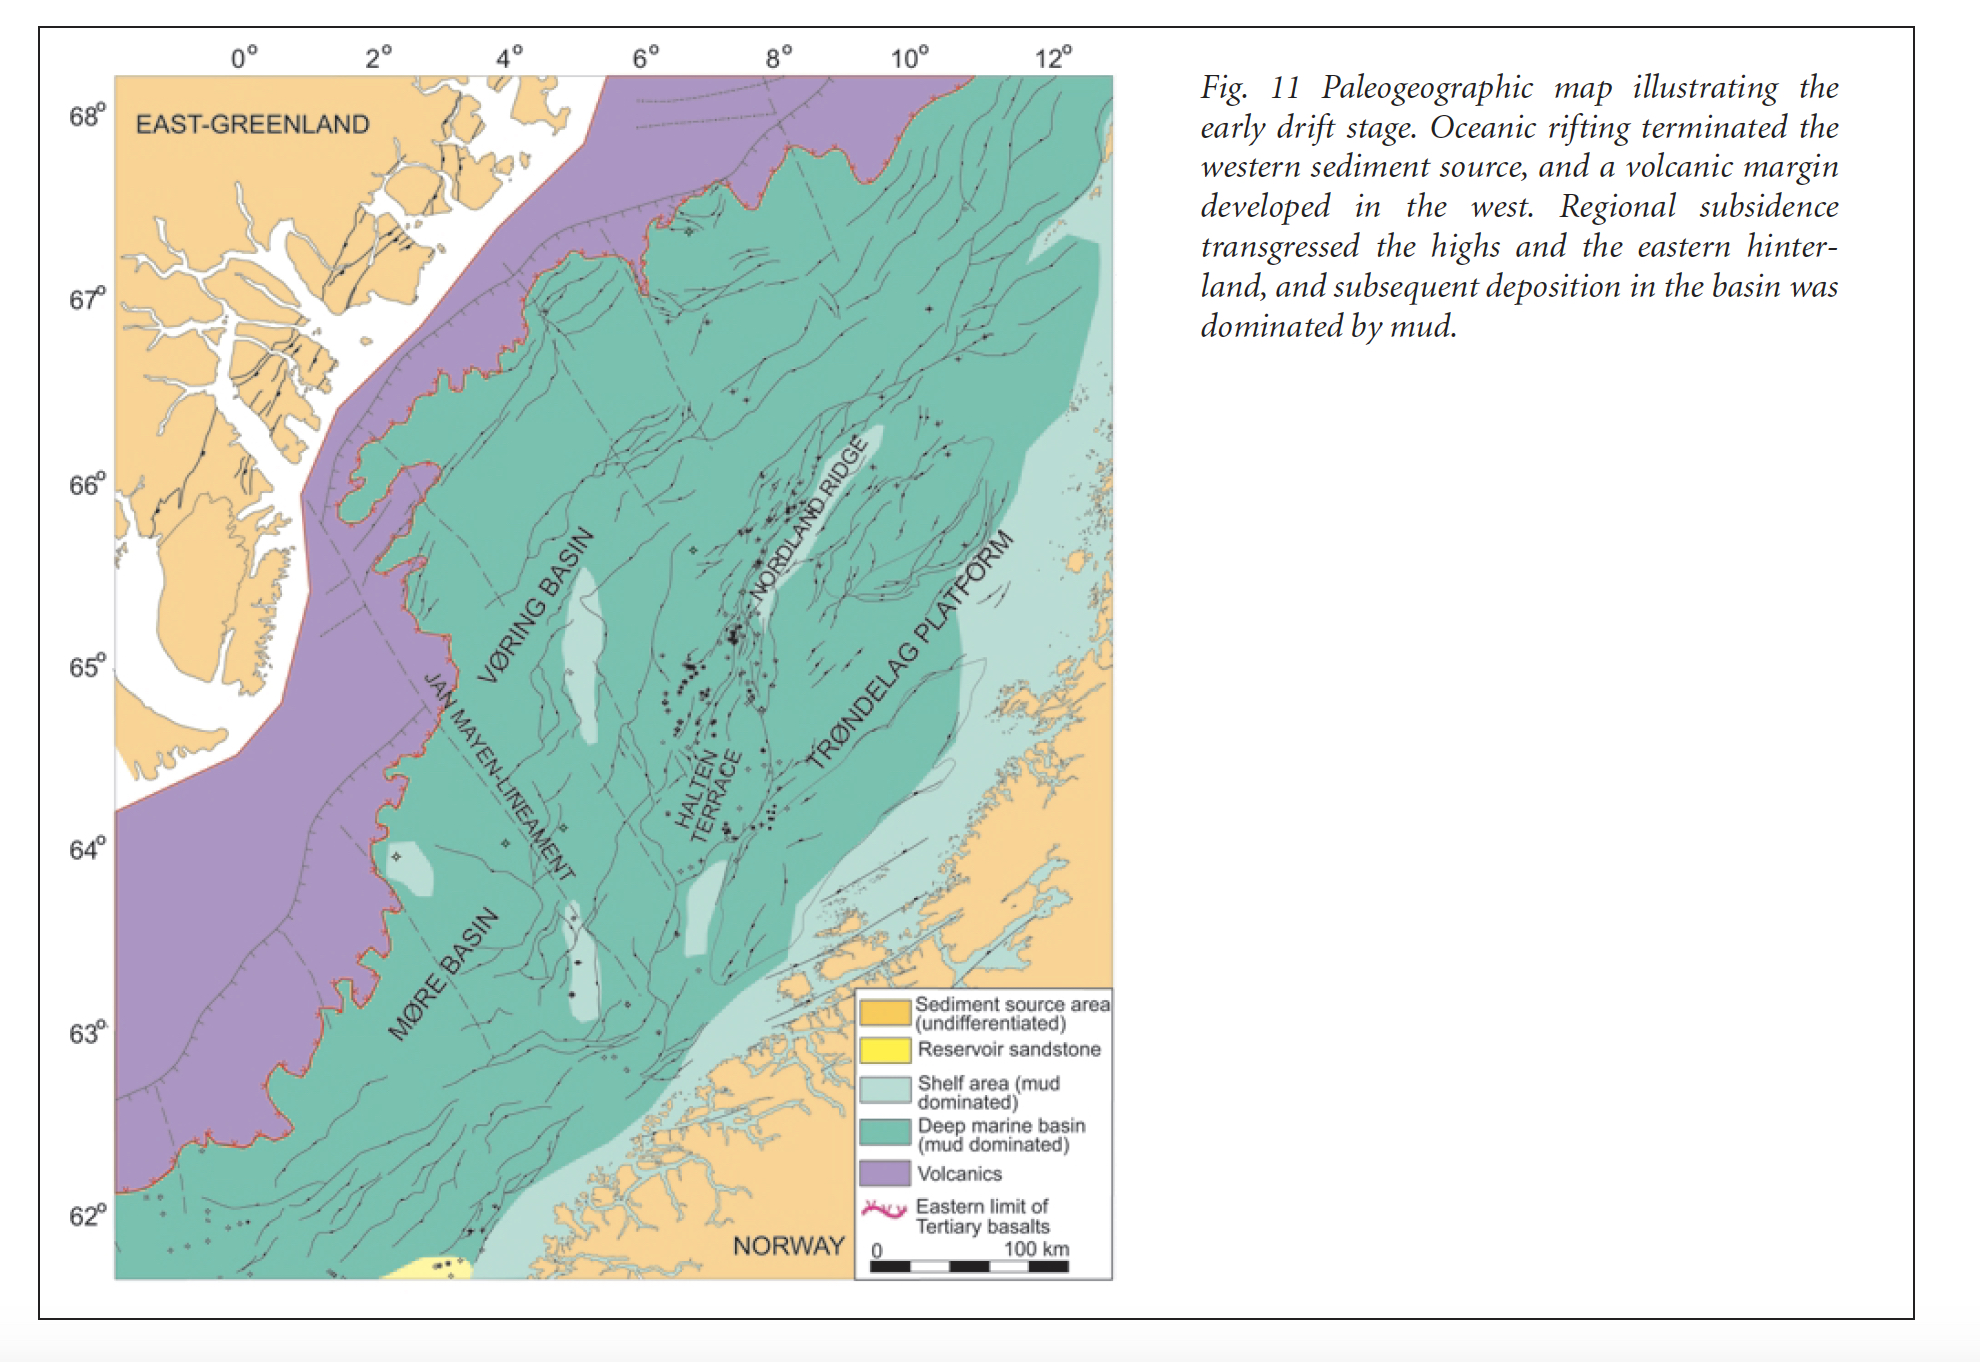 0° 2° 4° 6° 8° 10° 12°
68°
67°
66°
65°
64°
63°
62°
EAST-GREENLAND
NORDLAND RIDGE
VØRING BASIN
TRØNDELAG PLATFORM
JAN MAYEN-LINEAMENT
HALTEN
TERRACE
MØRE BASIN
NORWAY
Sediment source area
(undifferentiated)
Reservoir sandstone
Shelf area (mud
dominated)
Deep marine basin
(mud dominated)
Volcanics
Eastern limit of
Tertiary basalts
0 100 km
Fig. 11 Paleogeographic map illustrating the
early drift stage. Oceanic rifting terminated the
western sediment source, and a volcanic margin
developed in the west. Regional subsidence
transgressed the highs and the eastern hinter-
land, and subsequent deposition in the basin was
dominated by mud.